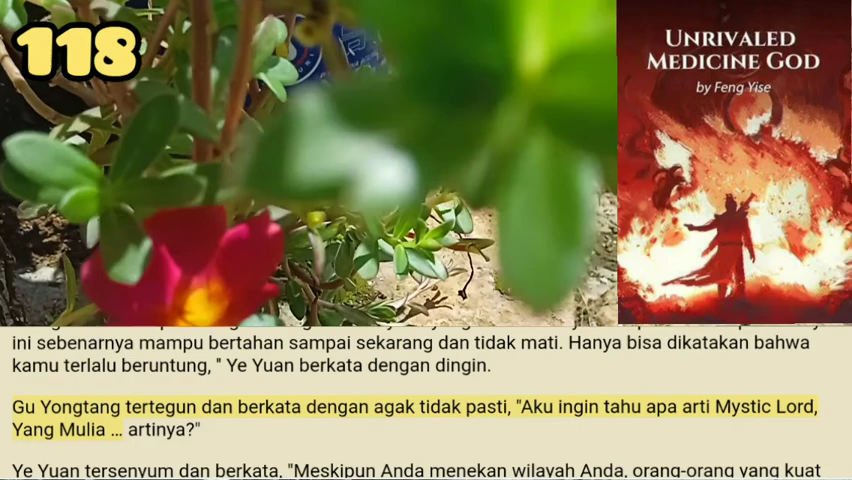 118
UNRIVALED
MEDICINE GOD
by Feng Yise
ini sebenarnya mampu bertahan sampai sekarang dan tidak mati. Hanya bisa dikatakan bahwa
kamu terlalu beruntung, " Ye Yuan berkata dengan dingin.
Gu Yongtang tertegun dan berkata dengan agak tidak pasti, "Aku ingin tahu apa arti Mystic Lord,
Yang Mulia ... artinya?"
Ye Yuan tersenyum dan berkata, "Meskipun Anda menekan wilayah Anda, orang-orang yang kuat